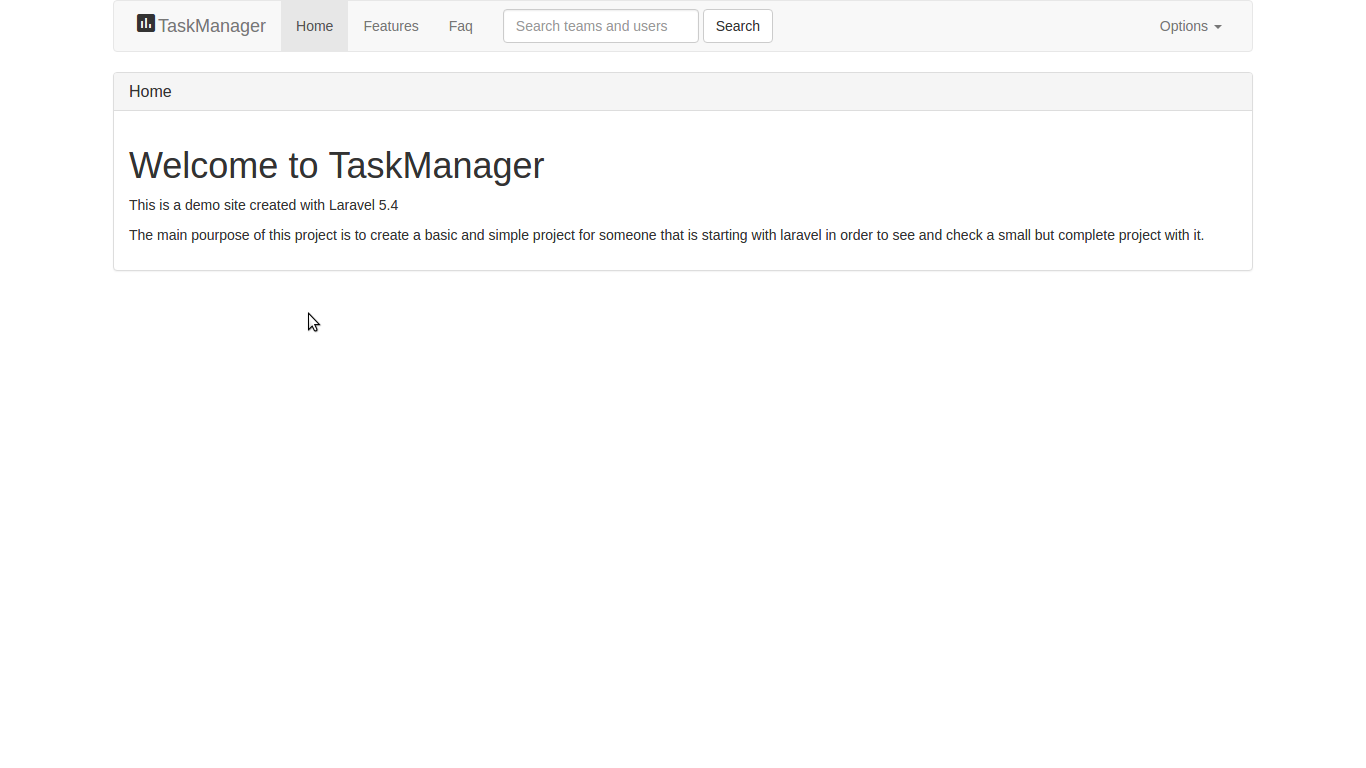 TaskManager Home Features Faq Search teams and users Search Options
Home
Welcome to TaskManager
This is a demo site created with Laravel 5.4
The main pourpose of this project is to create a basic and simple project for someone that is starting with laravel in order to see and check a small but complete project with it.